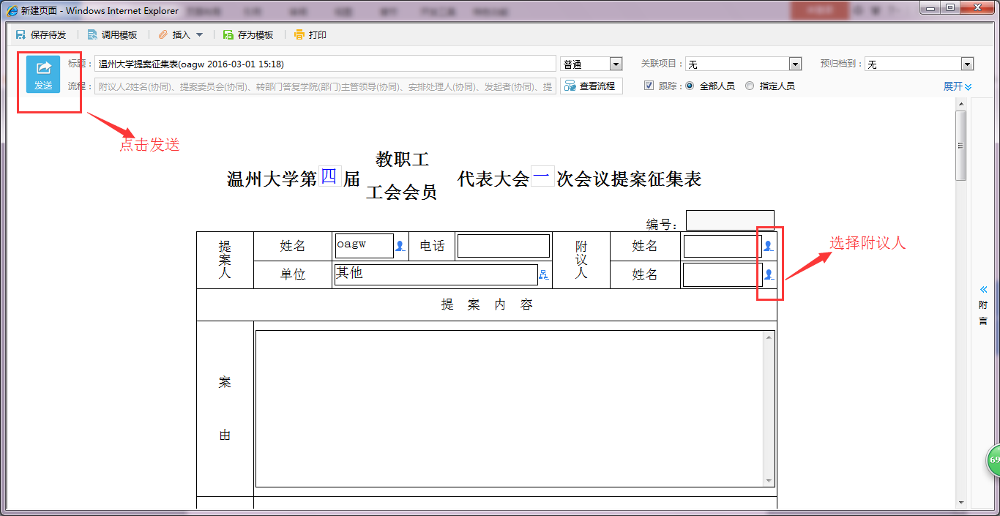 新建页面 - Windows Internet Explorer
保存待发 调用模板 插入 存为模板 打印
发送
标题： 温州大学提案征集表(oagw 2016-03-01 15:18) 普通 关联项目： 无 预归档到： 无
流程： 附议人2姓名(协同)、提案委员会(协同)、转部门答复学院(部门)主管领导(协同)、安排处理人(协同)、发起者(协同)、提 查看流程 跟踪： 全部人员 指定人员 展开
点击发送
教职工
温州大学第四届 代表大会一次会议提案征集表
工会会员
编号：
提案人 姓名 oagw 电话 附议人 姓名
选择附议人
单位 其他 姓名
提 案 内 容
案
由
附
言
69